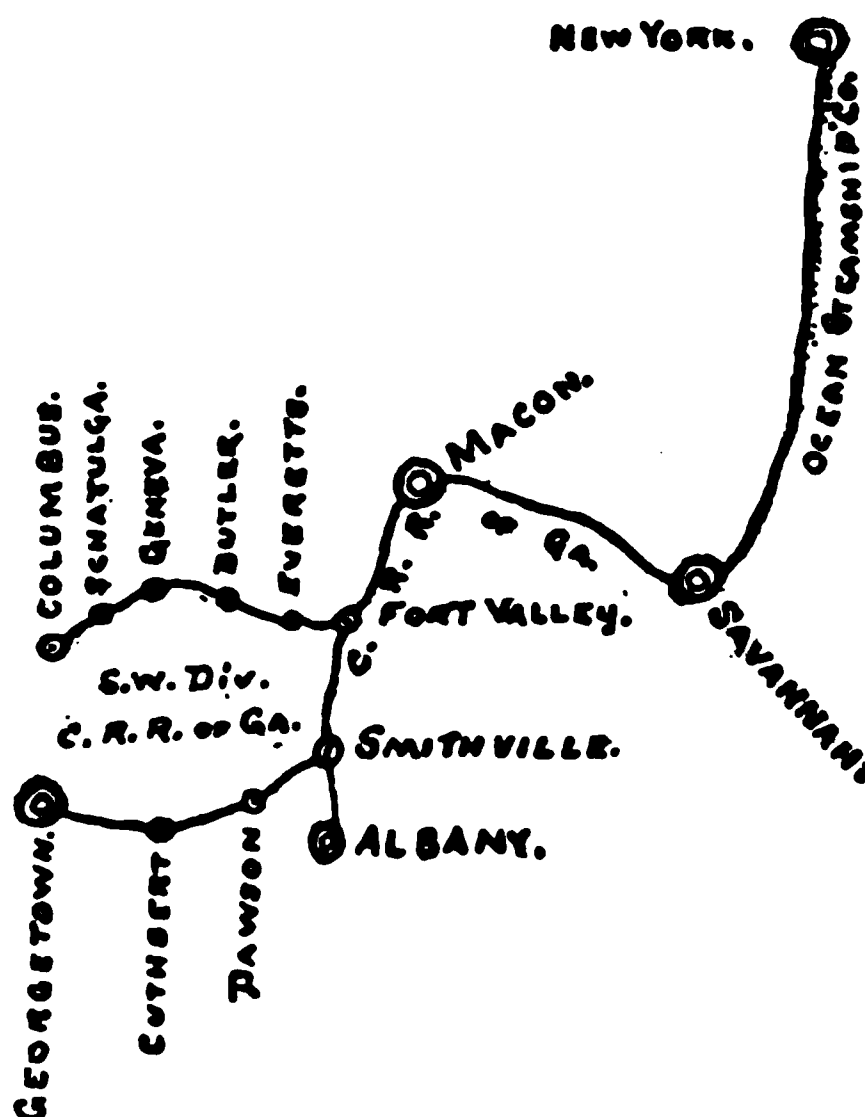 NEW YORK.
OCEAN STEAMSHIP CO.
MACON.
C. R. R. OF GA.
COLUMBUS.
GENEVA.
BUTLER.
EVERETTS.
FORT VALLEY.
SAVANNAH
S.W. DIV.
C. R. R. OF GA.
SMITHVILLE.
ALBANY.
GEORGETOWN.
CUTHBERT
DAWSON